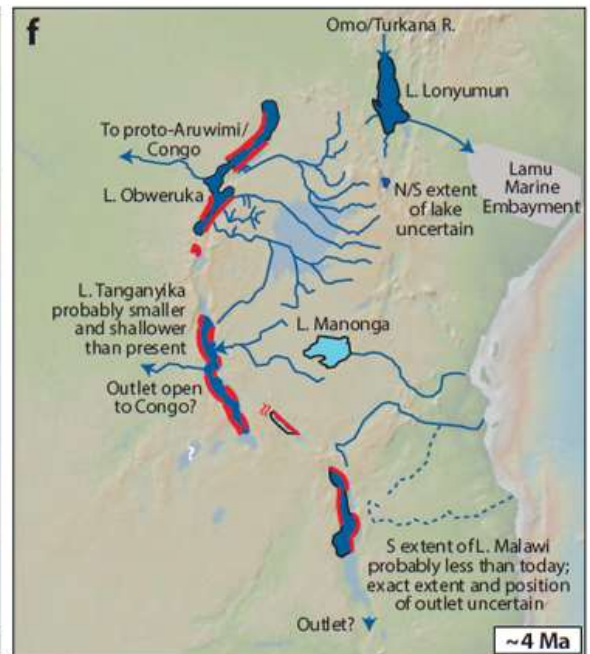 f
Omo/Turkana R.
L. Lonyumun
To proto-Aruwimi/
Congo
Lamu
Marine
Embayment
L. Obweruka
N/S extent
of lake
uncertain
L. Tanganyika
probably smaller
and shallower
than present
L. Manonga
Outlet open
to Congo?
??
?
S extent of L. Malawi
probably less than today;
exact extent and position
of outlet uncertain
Outlet?
~4 Ma